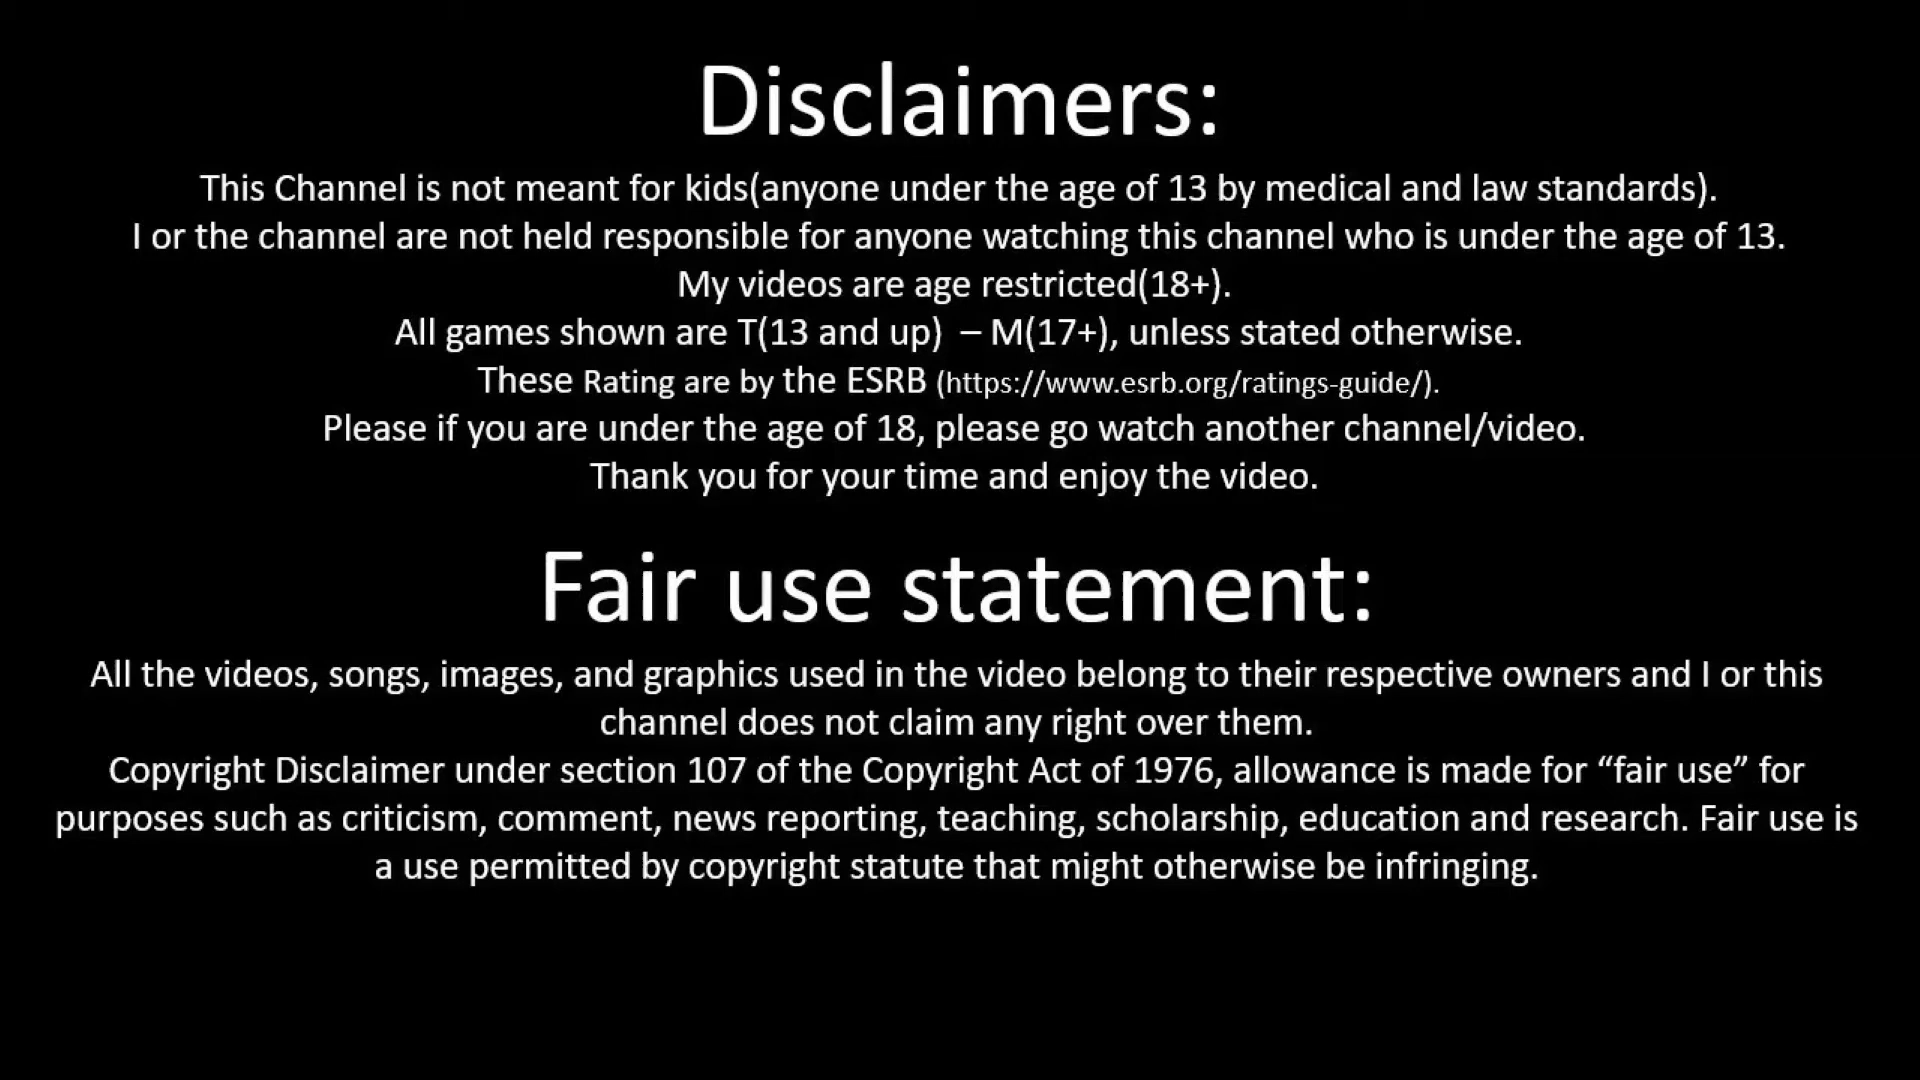 Disclaimers:
This Channel is not meant for kids(anyone under the age of 13 by medical and law standards).
I or the channel are not held responsible for anyone watching this channel who is under the age of 13.
My videos are age restricted(18+).
All games shown are T(13 and up)  – M(17+), unless stated otherwise.
These Rating are by the ESRB (https://www.esrb.org/ratings-guide/).
Please if you are under the age of 18, please go watch another channel/video.
Thank you for your time and enjoy the video.
Fair use statement:
All the videos, songs, images, and graphics used in the video belong to their respective owners and I or this
channel does not claim any right over them.
Copyright Disclaimer under section 107 of the Copyright Act of 1976, allowance is made for “fair use” for
purposes such as criticism, comment, news reporting, teaching, scholarship, education and research. Fair use is
a use permitted by copyright statute that might otherwise be infringing.